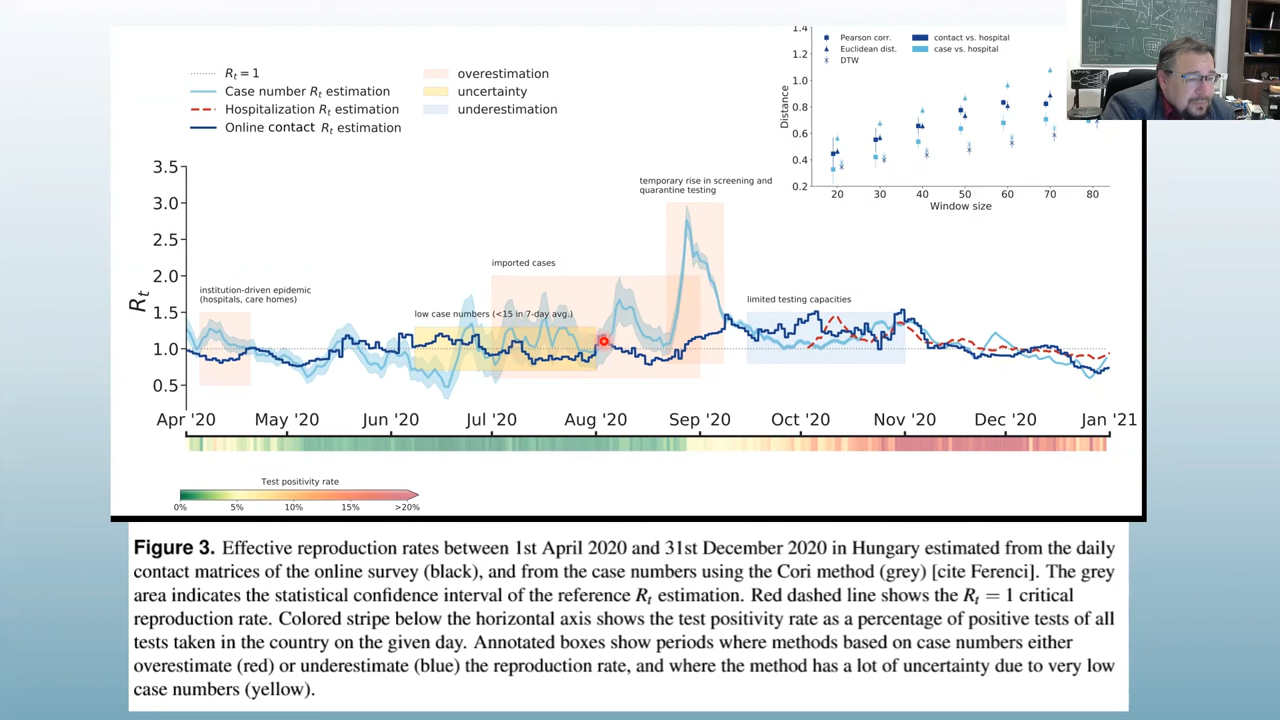 R_t = 1
Case number R_t estimation
Hospitalization R_t estimation
Online contact R_t estimation
overestimation
uncertainty
underestimation
1.4
1.2
1.0
0.8
0.6
0.4
0.2
Distance
Pearson corr.
Euclidean dist.
DTW
contact vs. hospital
case vs. hospital
20 30 40 50 60 70 80
Window size
3.5
3.0
2.5
2.0
1.5
1.0
0.5
R_t
institution-driven epidemic
(hospitals, care homes)
low case numbers (<15 in 7-day avg.)
imported cases
temporary rise in screening and
quarantine testing
limited testing capacities
Apr '20 May '20 Jun '20 Jul '20 Aug '20 Sep '20 Oct '20 Nov '20 Dec '20 Jan '21
Test positivity rate
0% 5% 10% 15% >20%
Figure 3. Effective reproduction rates between 1st April 2020 and 31st December 2020 in Hungary estimated from the daily
contact matrices of the online survey (black), and from the case numbers using the Cori method (grey) [cite Ferenci]. The grey
area indicates the statistical confidence interval of the reference R_t estimation. Red dashed line shows the R_t = 1 critical
reproduction rate. Colored stripe below the horizontal axis shows the test positivity rate as a percentage of positive tests of all
tests taken in the country on the given day. Annotated boxes show periods where methods based on case numbers either
overestimate (red) or underestimate (blue) the reproduction rate, and where the method has a lot of uncertainty due to very low
case numbers (yellow).